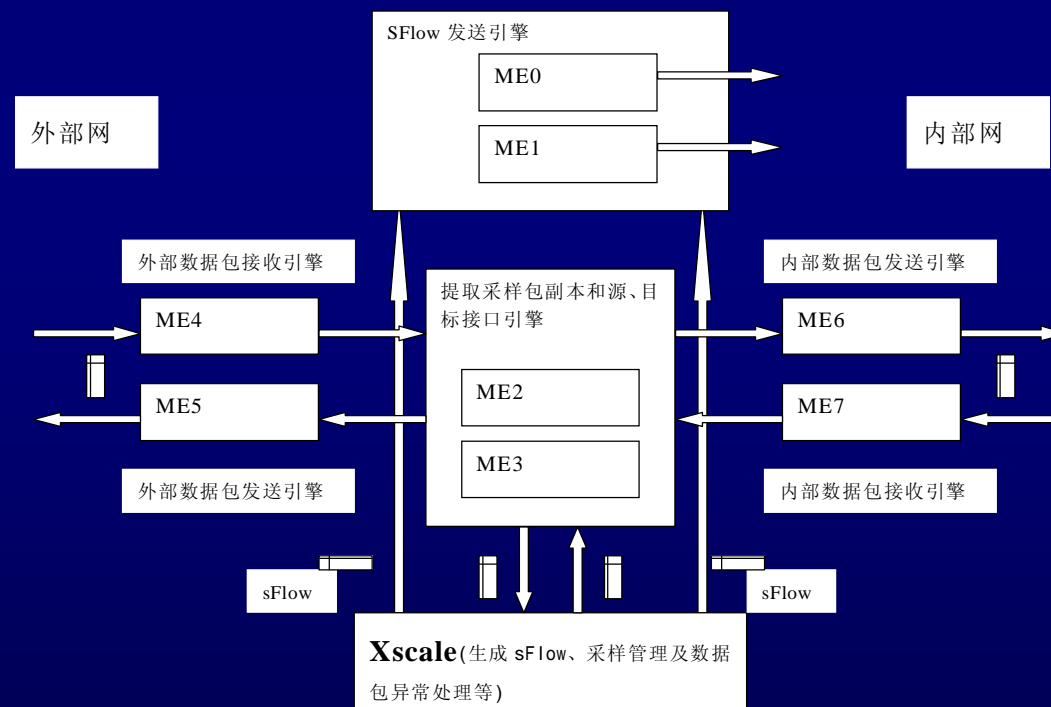 SFlow 发送引擎
ME0
ME1
外部网
内部网
外部数据包接收引擎
内部数据包发送引擎
提取采样包副本和源、目
标接口引擎
ME4
ME6
ME5
ME2
ME7
ME3
外部数据包发送引擎
内部数据包接收引擎
sFlow
sFlow
Xscale(生成 sFlow、采样管理及数据
包异常处理等)